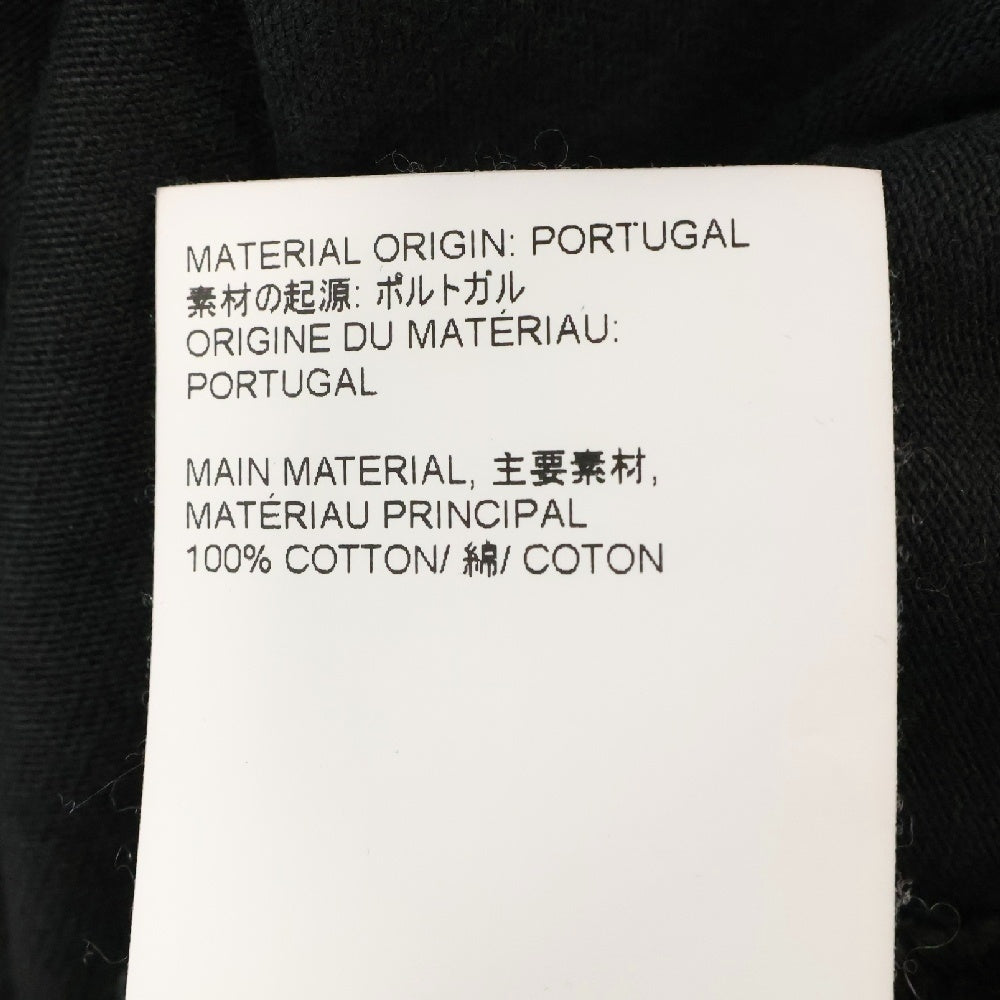 MATERIAL ORIGIN: PORTUGAL
素材の起源: ポルトガル
ORIGINE DU MATÉRIAU:
PORTUGAL
MAIN MATERIAL, 主要素材,
MATÉRIAU PRINCIPAL
100% COTTON/ 綿/ COTON